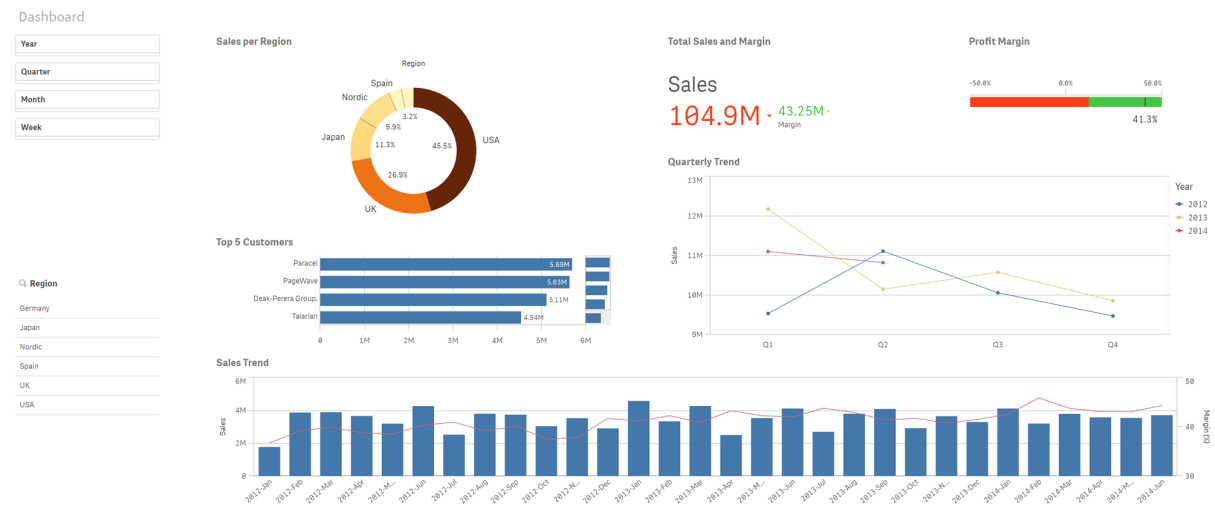 Dashboard
Year
Quarter
Month
Week
Region
Germany
Japan
Nordic
Spain
UK
USA
Sales per Region
Region
Spain
Nordic
Japan
UK
USA
3.2%
9.9%
11.3%
26.9%
45.5%
Top 5 Customers
Paracel
5.69M
PageWave
5.63M
Deak-Perera Group.
5.11M
Talarian
4.54M
0 1M 2M 3M 4M 5M 6M
Total Sales and Margin
Sales
104.9M
43.25M
Margin
Profit Margin
-50.0% 0.0% 50.0%
41.3%
Quarterly Trend
Sales
13M
12M
11M
10M
9M
Q1 Q2 Q3 Q4
Year
2012
2013
2014
Sales Trend
Sales
6M
4M
2M
0
50
40
30
Margin (%)
2012-Jan 2012-Feb 2012-Mar 2012-Apr 2012-M... 2012-Jun 2012-Jul 2012-Aug 2012-Sep 2012-Oct 2012-N... 2012-Dec 2013-Jan 2013-Feb 2013-Mar 2013-Apr 2013-M... 2013-Jun 2013-Jul 2013-Aug 2013-Sep 2013-Oct 2013-N... 2013-Dec 2014-Jan 2014-Feb 2014-Mar 2014-Apr 2014-M... 2014-Jun